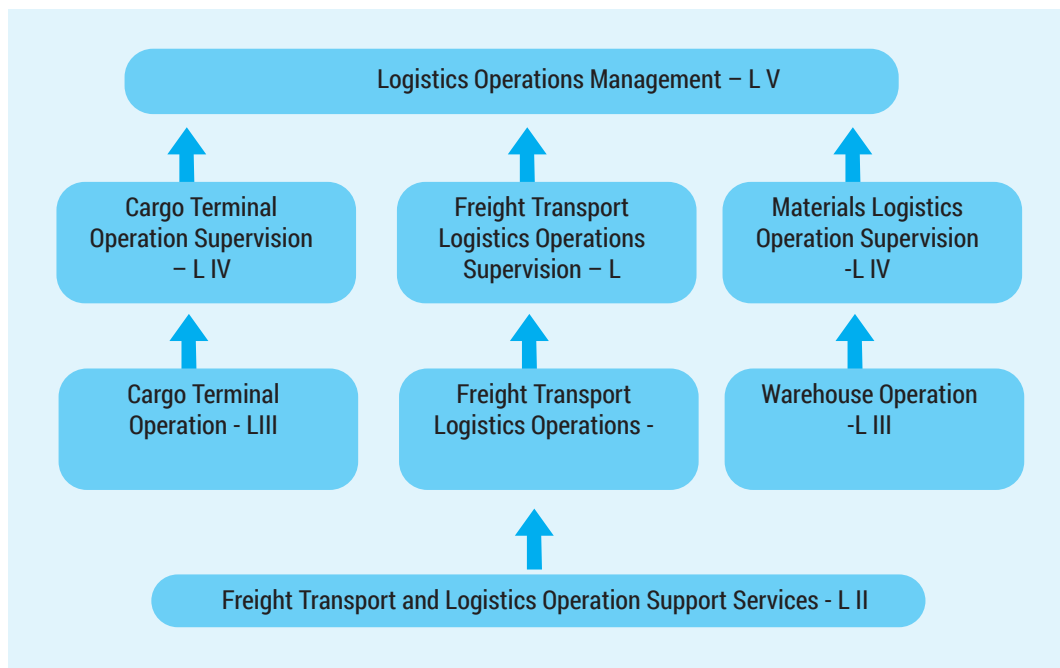 Logistics Operations Management – L V
Cargo Terminal
Operation Supervision
– L IV
Freight Transport
Logistics Operations
Supervision – L
Materials Logistics
Operation Supervision
-L IV
Cargo Terminal
Operation - LIII
Freight Transport
Logistics Operations -
Warehouse Operation
-L III
Freight Transport and Logistics Operation Support Services - L II